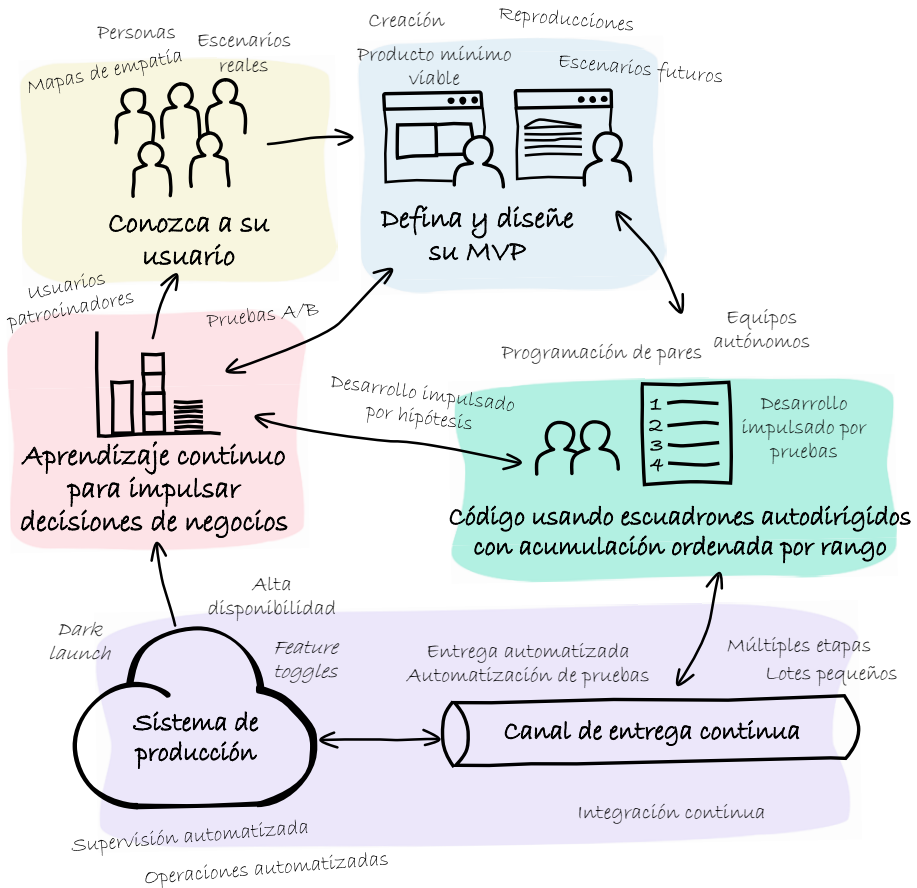 Personas
Escenarios
reales
Mapas de empatía
Conozca a su
usuario
Creación
Reproducciones
Producto mínimo
viable
Escenarios futuros
Defina y diseñe
su MVP
Usuarios
patrocinadores
Pruebas A/B
Aprendizaje continuo
para impulsar
decisiones de negocios
Desarrollo impulsado
por hipótesis
Equipos
autónomos
Programación de pares
1
2
3
4
Desarrollo
impulsado por
pruebas
Código usando escuadrones autodirigidos
con acumulación ordenada por rango
Alta
disponibilidad
Dark
launch
Feature
toggles
Sistema de
producción
Entrega automatizada
Automatización de pruebas
Múltiples etapas
Lotes pequeños
Canal de entrega continua
Integración continua
Supervisión automatizada
Operaciones automatizadas